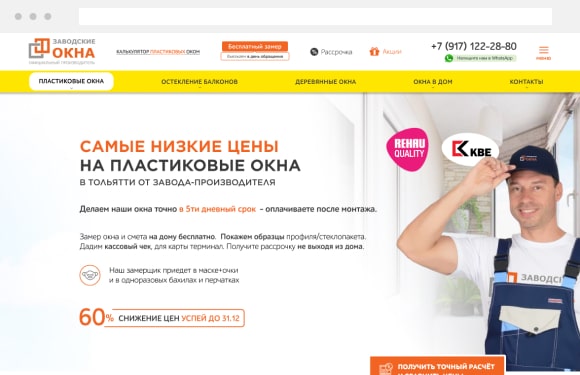 ЗАВОДСКИЕ
ОКНА
ОФИЦИАЛЬНЫЙ ПРОИЗВОДИТЕЛЬ
КАЛЬКУЛЯТОР ПЛАСТИКОВЫХ ОКОН
Бесплатный замер
Выезжаем в день обращения
%
Рассрочка
Акции
+7 (917) 122-28-80
Напишите нам в WhatsApp
МЕНЮ
ПЛАСТИКОВЫЕ ОКНА
ОСТЕКЛЕНИЕ БАЛКОНОВ
ДЕРЕВЯННЫЕ ОКНА
ОКНА В ДОМ
КОНТАКТЫ
САМЫЕ НИЗКИЕ ЦЕНЫ
НА ПЛАСТИКОВЫЕ ОКНА
В ТОЛЬЯТТИ ОТ ЗАВОДА-ПРОИЗВОДИТЕЛЯ
REHAU
QUALITY
KBE
Делаем наши окна точно в 5ти дневный срок - оплачиваете после монтажа.
Замер окна и смета на дому бесплатно. Покажем образцы профиля/стеклопакета.
Дадим кассовый чек, для карты терминал. Получите рассрочку не выходя из дома.
Наш замерщик приедет в маске+очки
и в одноразовых бахилах и перчатках
60% СНИЖЕНИЕ ЦЕН УСПЕЙ ДО 31.12
ЗАВОДСКИЕ
ПОЛУЧИТЬ ТОЧНЫЙ РАСЧЁТ